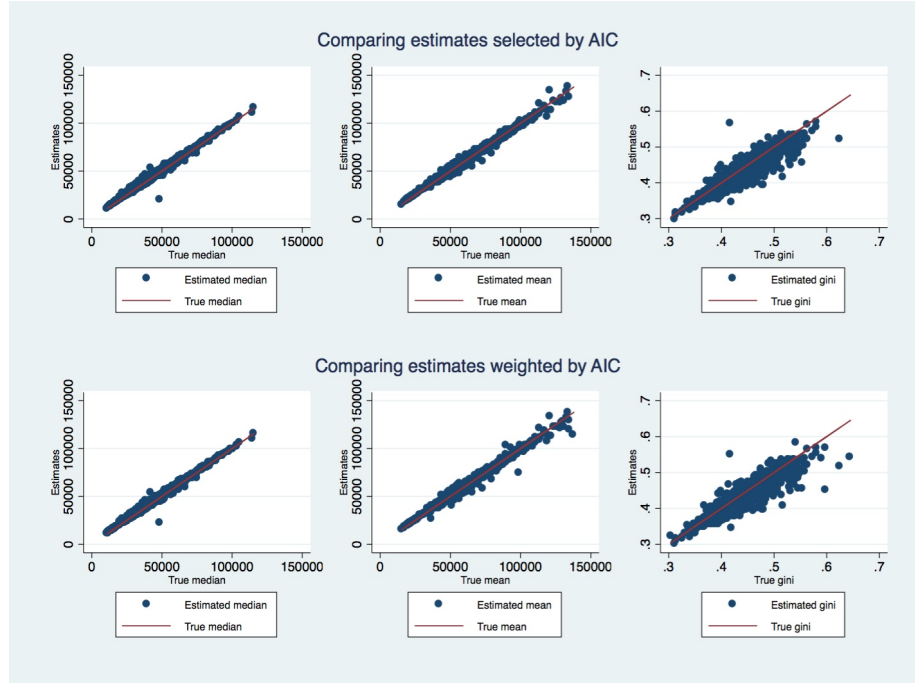 Comparing estimates selected by AIC
Estimates
0 50000 100000 150000
0 50000 100000 150000
True median
Estimated median
True median
Estimates
0 50000 100000 150000
0 50000 100000 150000
True mean
Estimated mean
True mean
Estimates
.3 .4 .5 .6 .7
.3 .4 .5 .6 .7
True gini
Estimated gini
True gini
Comparing estimates weighted by AIC
Estimates
0 50000 100000 150000
0 50000 100000 150000
True median
Estimated median
True median
Estimates
0 50000 100000 150000
0 50000 100000 150000
True mean
Estimated mean
True mean
Estimates
.3 .4 .5 .6 .7
.3 .4 .5 .6 .7
True gini
Estimated gini
True gini